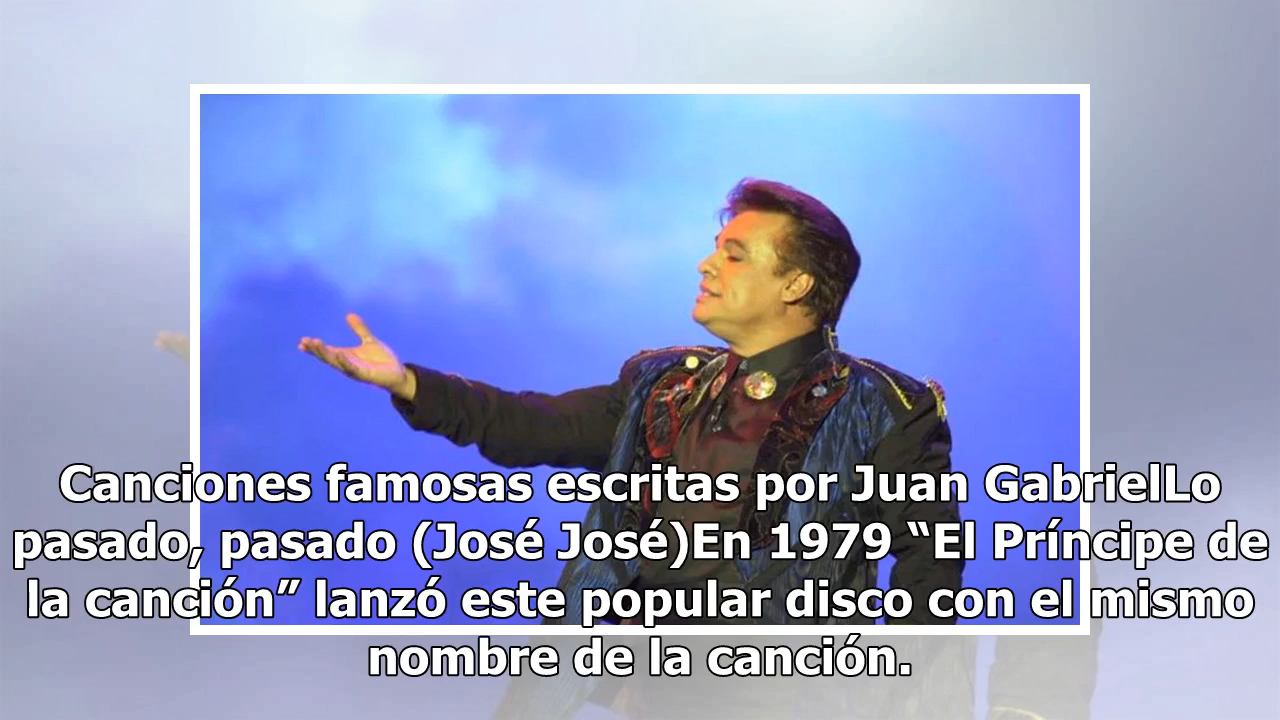 Canciones famosas escritas por Juan GabrielLo
pasado, pasado (José José)En 1979 “El Príncipe de
la canción” lanzó este popular disco con el mismo
nombre de la canción.